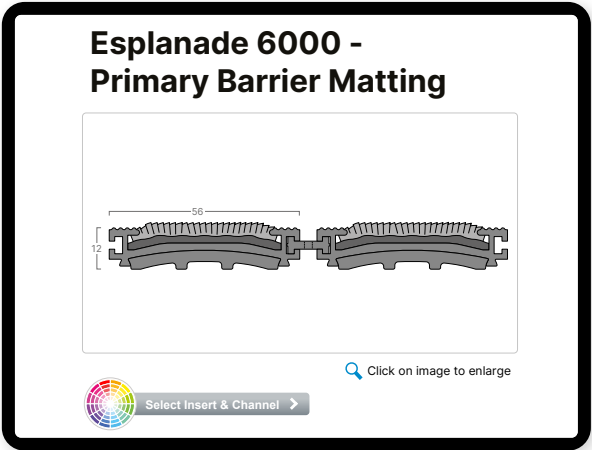 Esplanade 6000 -
Primary Barrier Matting
56
12
Click on image to enlarge
Select Insert & Channel